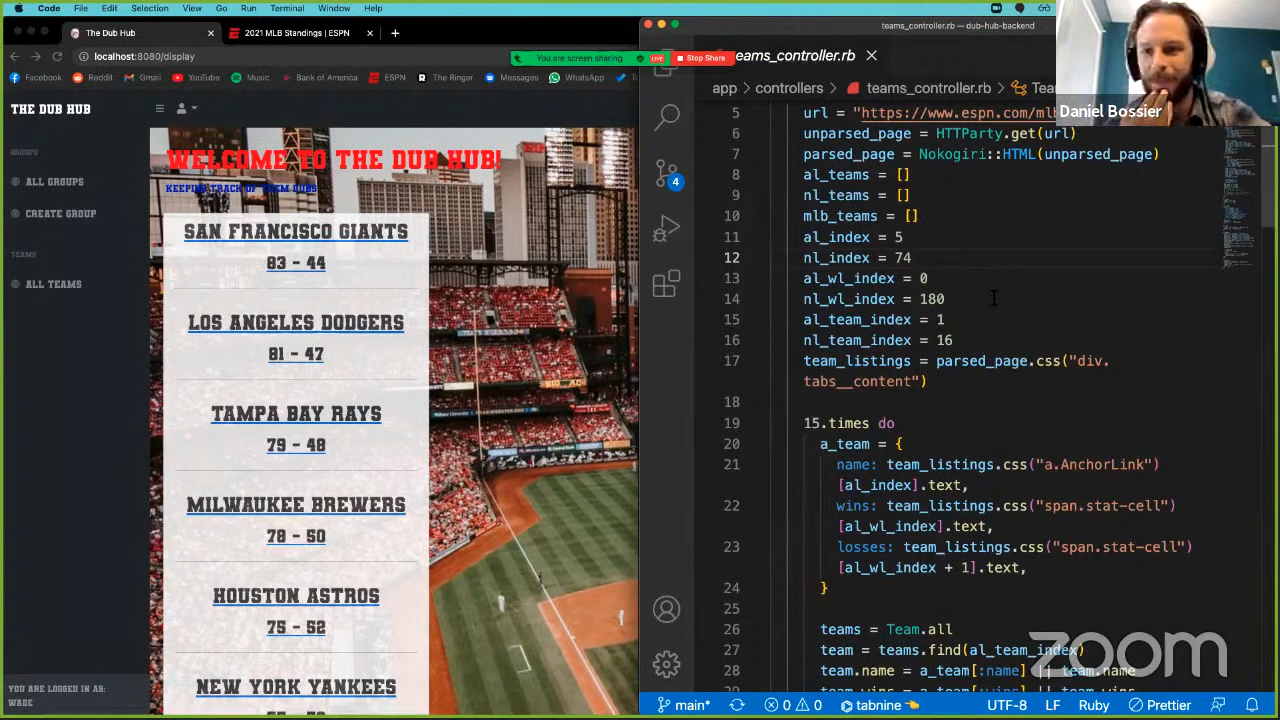 Code File Edit Selection View Go Run Terminal Window Help
teams_controller.rb — dub-hub-backend
The Dub Hub
2021 MLB Standings | ESPN
localhost:8080/display
You are screen sharing LIVE Stop Share
Facebook Reddit Gmail YouTube Music Bank of America ESPN The Ringer Messages WhatsApp
THE DUB HUB
GROUPS
ALL GROUPS
CREATE GROUP
TEAMS
ALL TEAMS
YOU ARE LOGGED IN AS:
WADE
WELCOME TO THE DUB HUB!
KEEPING TRACK OF THEM DUBS
SAN FRANCISCO GIANTS
83 - 44
LOS ANGELES DODGERS
81 - 47
TAMPA BAY RAYS
79 - 48
MILWAUKEE BREWERS
78 - 50
HOUSTON ASTROS
75 - 52
NEW YORK YANKEES
teams_controller.rb
app > controllers > teams_controller.rb >
Daniel Bossier
4
5 url = "https://www.espn.com/mlb
6 unparsed_page = HTTParty.get(url)
7 parsed_page = Nokogiri::HTML(unparsed_page)
8 al_teams = []
9 nl_teams = []
10 mlb_teams = []
11 al_index = 5
12 nl_index = 74
13 al_wl_index = 0
14 nl_wl_index = 180
15 al_team_index = 1
16 nl_team_index = 16
17 team_listings = parsed_page.css("div.
tabs__content")
18
19 15.times do
20 a_team = {
21 name: team_listings.css("a.AnchorLink")
[al_index].text,
22 wins: team_listings.css("span.stat-cell")
[al_wl_index].text,
23 losses: team_listings.css("span.stat-cell")
[al_wl_index + 1].text,
24 }
25
26 teams = Team.all
27 team = teams.find(al_team_index)
28 team.name = a_team[:name] || team.name
zoom
main* 0 0 tabnine UTF-8 LF Ruby Prettier